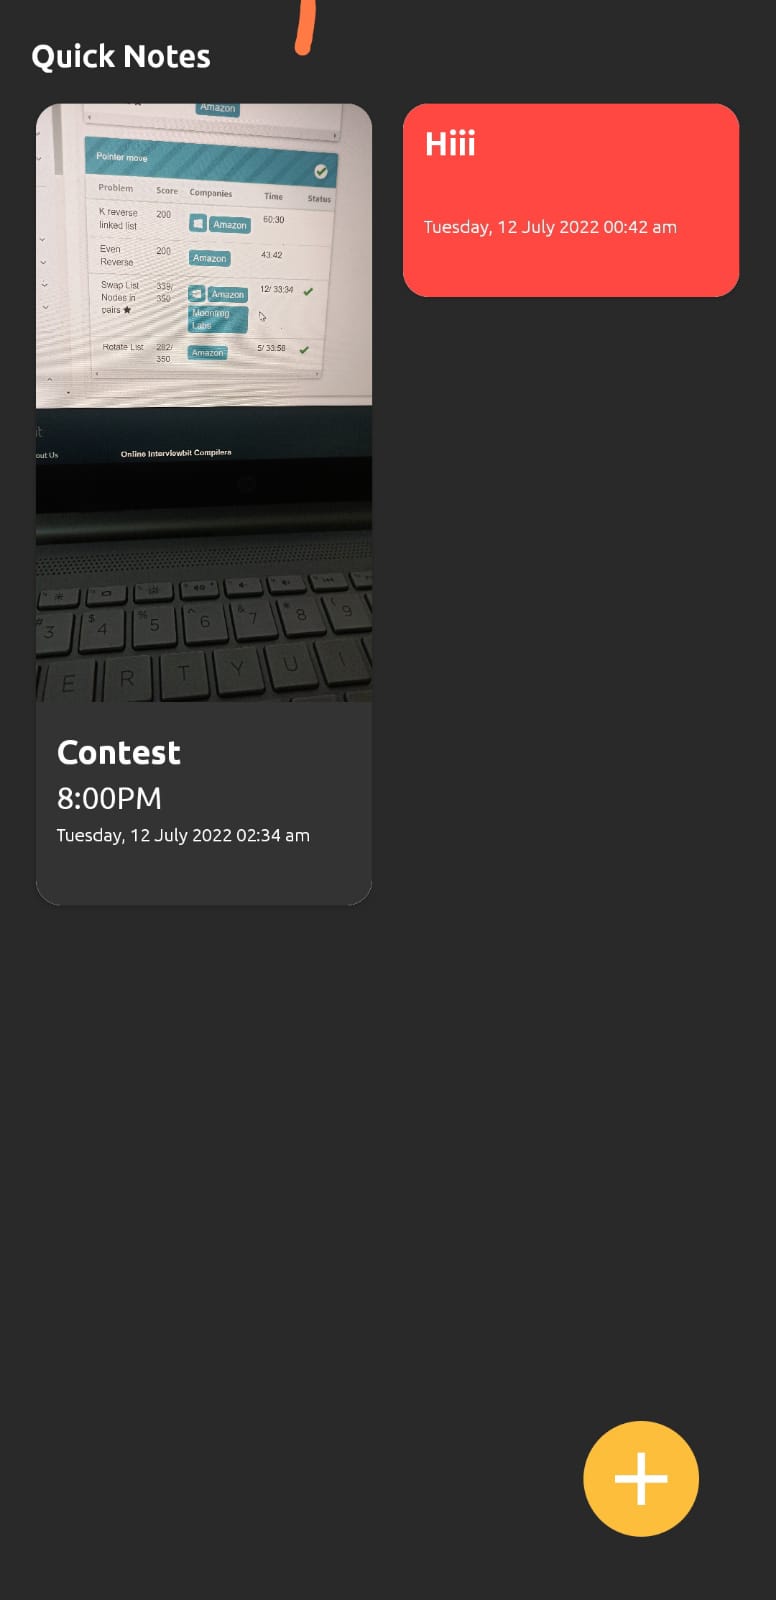 Quick Notes
Amazon
Pointer move
Problem Score Companies Time Status
K reverse linked list 200 Amazon 60:30
Even Reverse 200 Amazon 43:42
Swap List Nodes in pairs ★ 350 Amazon Moonfrog Labs 12/ 33:34 ✔
Rotate List 262/ 350 Amazon 5/ 33:58 ✔
out Us
Online Interviewbit Compilers
# 3 $ 4 % 5 ^ 6 & 7 * 8 ( 9
E R T Y U I
Contest
8:00PM
Tuesday, 12 July 2022 02:34 am
Hiii
Tuesday, 12 July 2022 00:42 am